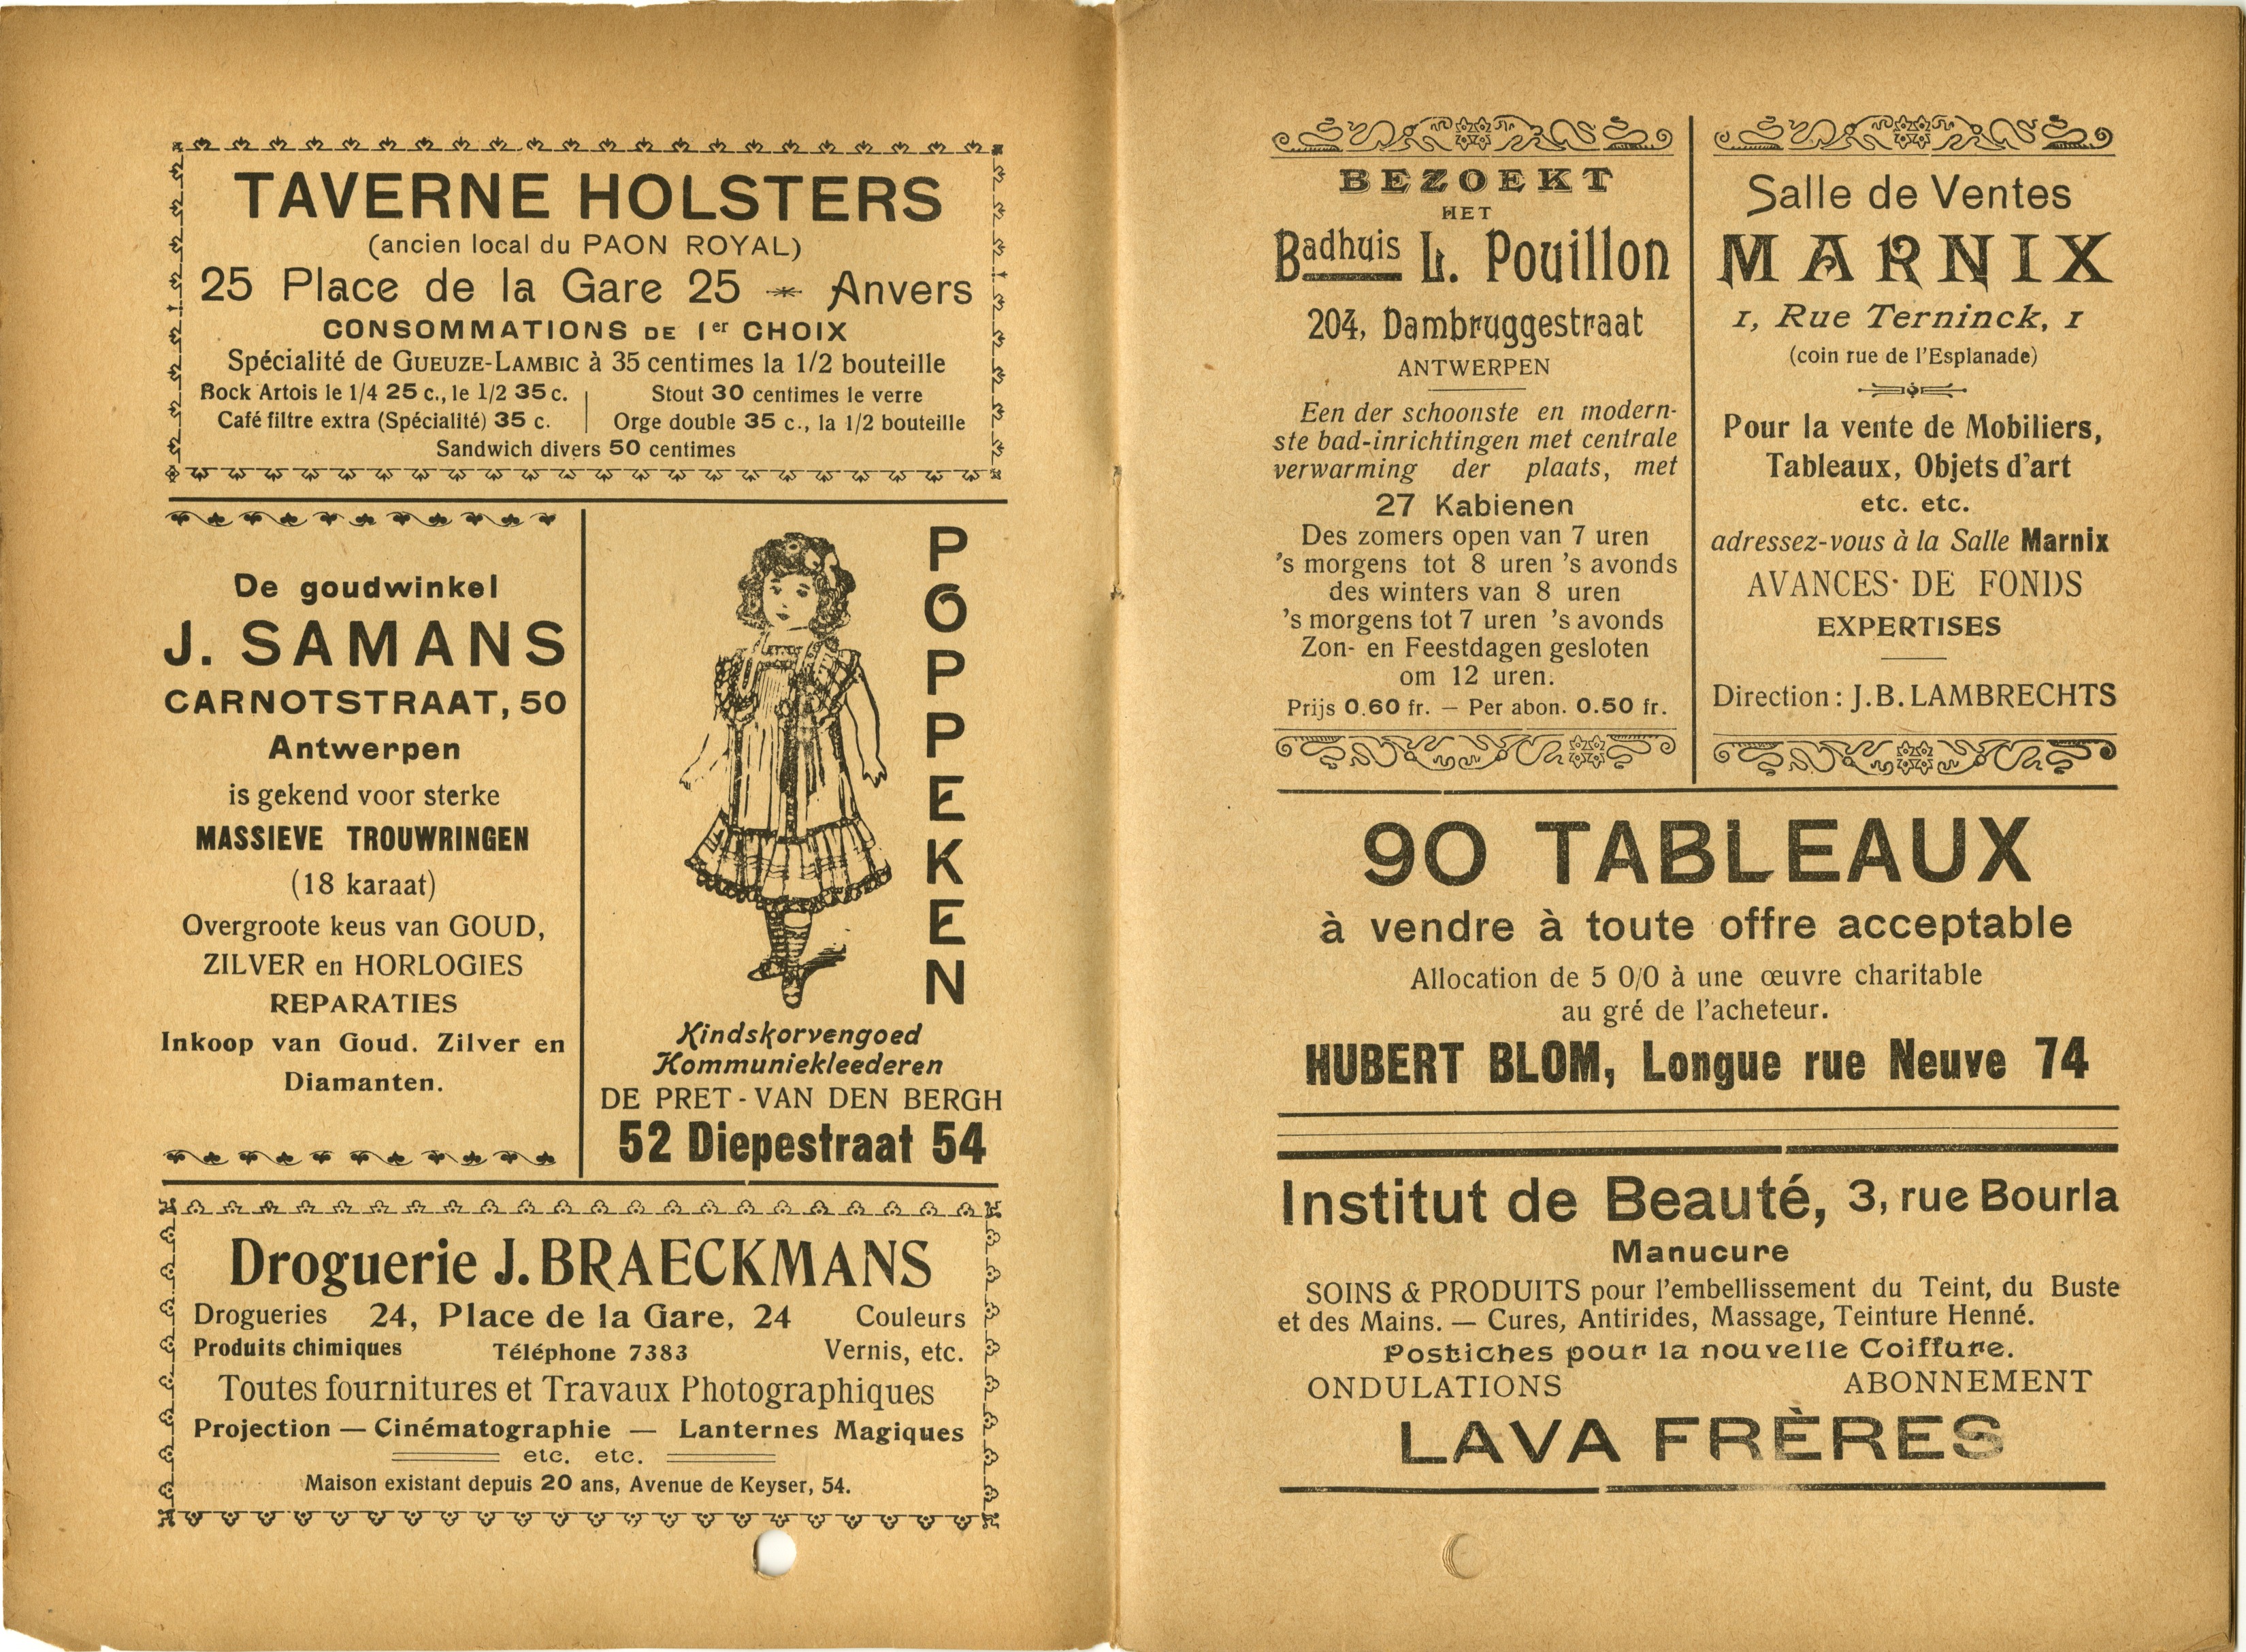 TAVERNE HOLSTERS
(ancien local du PAON ROYAL)
25 Place de la Gare 25 Anvers
CONSOMMATIONS DE 1er CHOIX
Spécialité de GUEUZE-LAMBIC à 35 centimes la 1/2 bouteille
Bock Artois le 1/4 25 c., le 1/2 35 c.
Café filtre extra (Spécialité) 35 c.
Stout 30 centimes le verre
Orge double 35 c., la 1/2 bouteille
Sandwich divers 50 centimes
De goudwinkel
J. SAMANS
CARNOTSTRAAT, 50
Antwerpen
is gekend voor sterke
MASSIEVE TROUWRINGEN
(18 karaat)
Overgroote keus van GOUD,
ZILVER en HORLOGIES
REPARATIES
Inkoop van Goud. Zilver en
Diamanten.
POPPEKEN
Kindskorvengoed
Kommuniekleederen
DE PRET - VAN DEN BERGH
52 Diepestraat 54
Droguerie J. BRAECKMANS
Drogueries 24, Place de la Gare, 24 Couleurs
Produits chimiques Téléphone 7383 Vernis, etc.
Toutes fournitures et Travaux Photographiques
Projection — Cinématographie — Lanternes Magiques
etc. etc.
Maison existant depuis 20 ans, Avenue de Keyser, 54.
BEZOEKT
HET
Badhuis L. Pouillon
204, Dambruggestraat
ANTWERPEN
Een der schoonste en modern-
ste bad-inrichtingen met centrale
verwarming der plaats, met
27 Kabienen
Des zomers open van 7 uren
's morgens tot 8 uren 's avonds
des winters van 8 uren
's morgens tot 7 uren 's avonds
Zon- en Feestdagen gesloten
om 12 uren.
Prijs 0.60 fr. — Per abon. 0.50 fr.
Salle de Ventes
MARNIX
1, Rue Terninck, 1
(coin rue de l'Esplanade)
Pour la vente de Mobiliers,
Tableaux, Objets d'art
etc. etc.
adressez-vous à la Salle Marnix
AVANCES· DE FONDS
EXPERTISES
Direction : J. B. LAMBRECHTS
90 TABLEAUX
à vendre à toute offre acceptable
Allocation de 5 0/0 à une œuvre charitable
au gré de l'acheteur.
HUBERT BLOM, Longue rue Neuve 74
Institut de Beauté, 3, rue Bourla
Manucure
SOINS & PRODUITS pour l'embellissement du Teint, du Buste
et des Mains. — Cures, Antirides, Massage, Teinture Henné.
Postiches pour la nouvelle Coiffure.
ONDULATIONS ABONNEMENT
LAVA FRÈRES